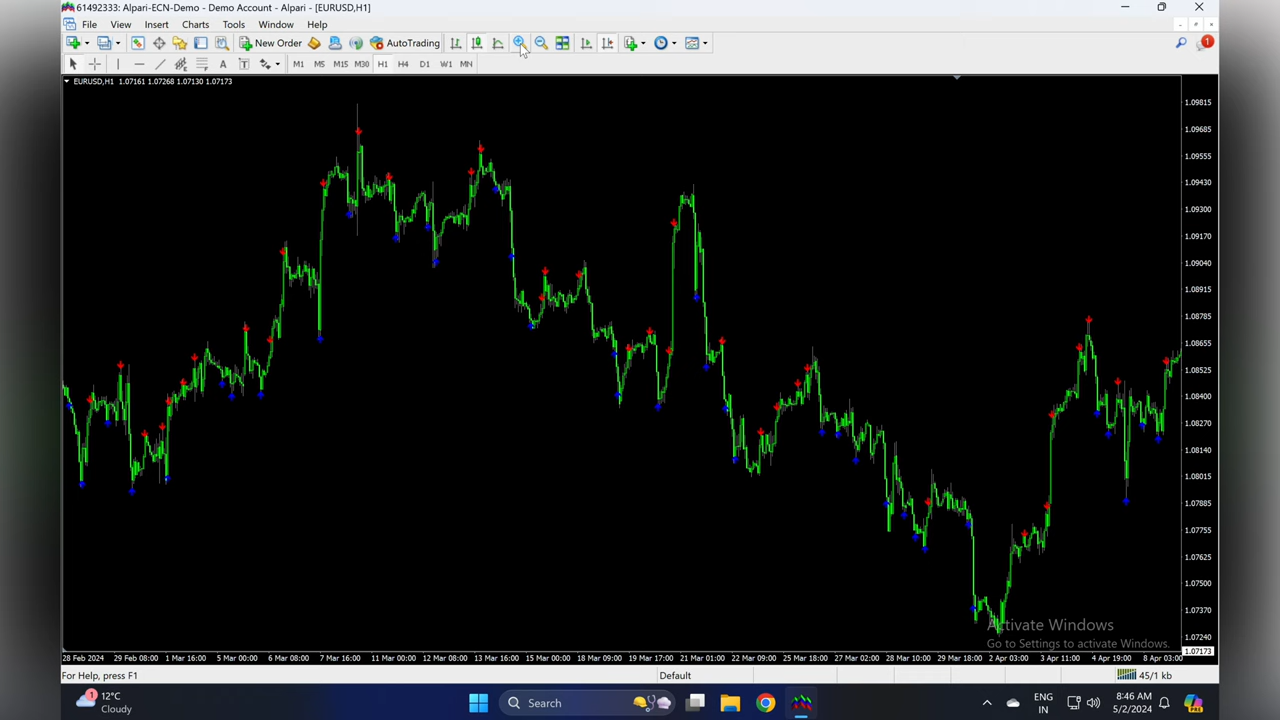 61492333: Alpari-ECN-Demo - Demo Account - Alpari - [EURUSD,H1]
File View Insert Charts Tools Window Help
New Order AutoTrading 1
A T M1 M5 M15 M30 H1 H4 D1 W1 MN
EURUSD,H1 1.07161 1.07268 1.07130 1.07173
1.09815
1.09685
1.09555
1.09430
1.09300
1.09170
1.09040
1.08915
1.08785
1.08655
1.08525
1.08400
1.08270
1.08140
1.08015
1.07885
1.07755
1.07625
1.07500
1.07370
1.07240
1.07173
Activate Windows
Go to Settings to activate Windows.
28 Feb 2024 29 Feb 08:00 1 Mar 16:00 5 Mar 00:00 6 Mar 08:00 7 Mar 16:00 11 Mar 00:00 12 Mar 08:00 13 Mar 16:00 15 Mar 00:00 18 Mar 09:00 19 Mar 17:00 21 Mar 01:00 22 Mar 09:00 25 Mar 18:00 27 Mar 02:00 28 Mar 10:00 29 Mar 18:00 2 Apr 03:00 3 Apr 11:00 4 Apr 19:00 8 Apr 03:00
For Help, press F1 Default 45/1 kb
1 12°C
Cloudy
Search
ENG
IN
8:46 AM
5/2/2024
PRE